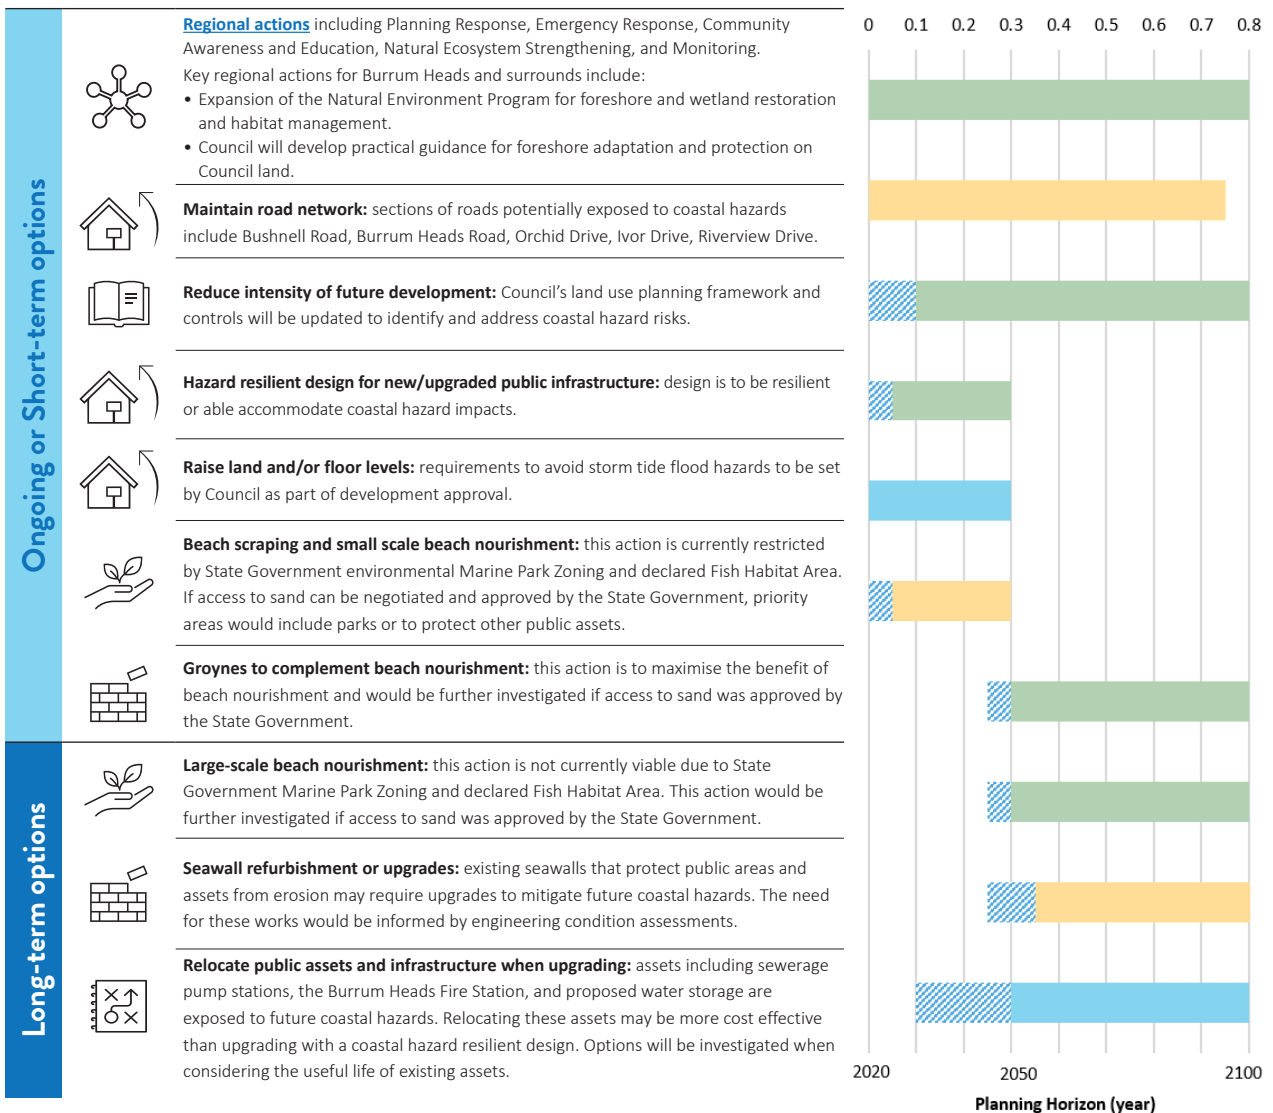 Ongoing or Short-term options
Regional actions including Planning Response, Emergency Response, Community
Awareness and Education, Natural Ecosystem Strengthening, and Monitoring.
Key regional actions for Burrum Heads and surrounds include:
• Expansion of the Natural Environment Program for foreshore and wetland restoration
and habitat management.
• Council will develop practical guidance for foreshore adaptation and protection on
Council land.
Maintain road network: sections of roads potentially exposed to coastal hazards
include Bushnell Road, Burrum Heads Road, Orchid Drive, Ivor Drive, Riverview Drive.
Reduce intensity of future development: Council’s land use planning framework and
controls will be updated to identify and address coastal hazard risks.
Hazard resilient design for new/upgraded public infrastructure: design is to be resilient
or able accommodate coastal hazard impacts.
Raise land and/or floor levels: requirements to avoid storm tide flood hazards to be set
by Council as part of development approval.
Beach scraping and small scale beach nourishment: this action is currently restricted
by State Government environmental Marine Park Zoning and declared Fish Habitat Area.
If access to sand can be negotiated and approved by the State Government, priority
areas would include parks or to protect other public assets.
Groynes to complement beach nourishment: this action is to maximise the benefit of
beach nourishment and would be further investigated if access to sand was approved by
the State Government.
Long-term options
Large-scale beach nourishment: this action is not currently viable due to State
Government Marine Park Zoning and declared Fish Habitat Area. This action would be
further investigated if access to sand was approved by the State Government.
Seawall refurbishment or upgrades: existing seawalls that protect public areas and
assets from erosion may require upgrades to mitigate future coastal hazards. The need
for these works would be informed by engineering condition assessments.
Relocate public assets and infrastructure when upgrading: assets including sewerage
pump stations, the Burrum Heads Fire Station, and proposed water storage are
exposed to future coastal hazards. Relocating these assets may be more cost effective
than upgrading with a coastal hazard resilient design. Options will be investigated when
considering the useful life of existing assets.
0 0.1 0.2 0.3 0.4 0.5 0.6 0.7 0.8
2020 2050 2100
Planning Horizon (year)